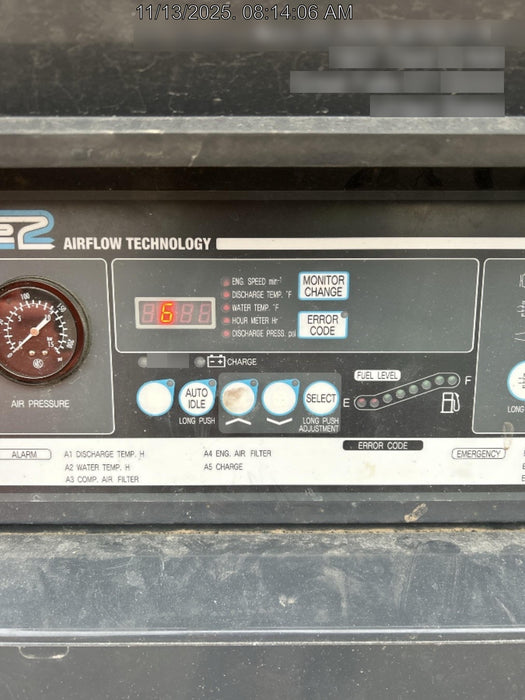 11/13/2025. 08:14:06 AM
AIRFLOW TECHNOLOGY
ENG. SPEED min⁻¹
DISCHARGE TEMP. °F
WATER TEMP. °F
HOUR METER Hr
DISCHARGE PRESS. psi
MONITOR
CHANGE
ERROR
CODE
6
100
AIR PRESSURE
CHARGE
AUTO
IDLE
LONG PUSH
SELECT
LONG PUSH
ADJUSTMENT
FUEL LEVEL
E
F
ERROR CODE
ALARM
A1 DISCHARGE TEMP. H
A2 WATER TEMP. H
A3 COMP. AIR FILTER
A4 ENG. AIR FILTER
A5 CHARGE
EMERGENCY